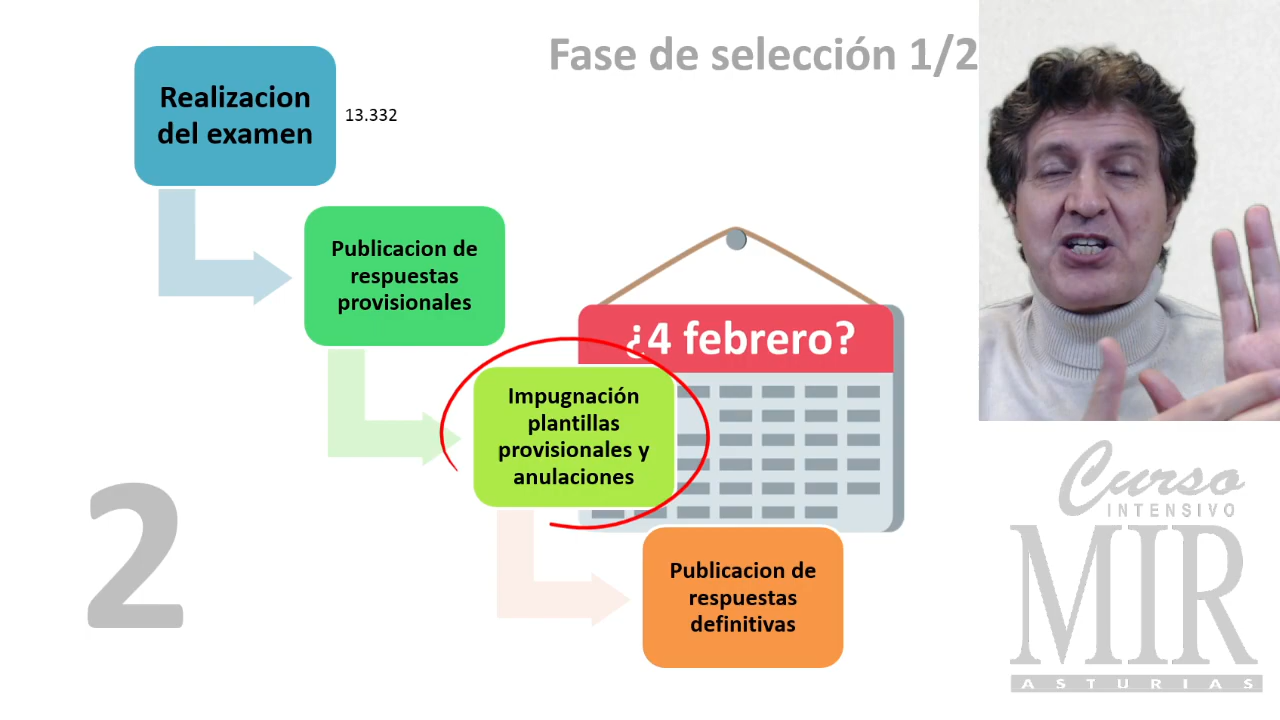 Fase de selección 1/2
Realizacion
del examen
13.332
Publicacion de
respuestas
provisionales
¿4 febrero?
Impugnación
plantillas
provisionales y
anulaciones
Publicacion de
respuestas
definitivas
2
Curso
INTENSIVO
MIR
ASTURIAS